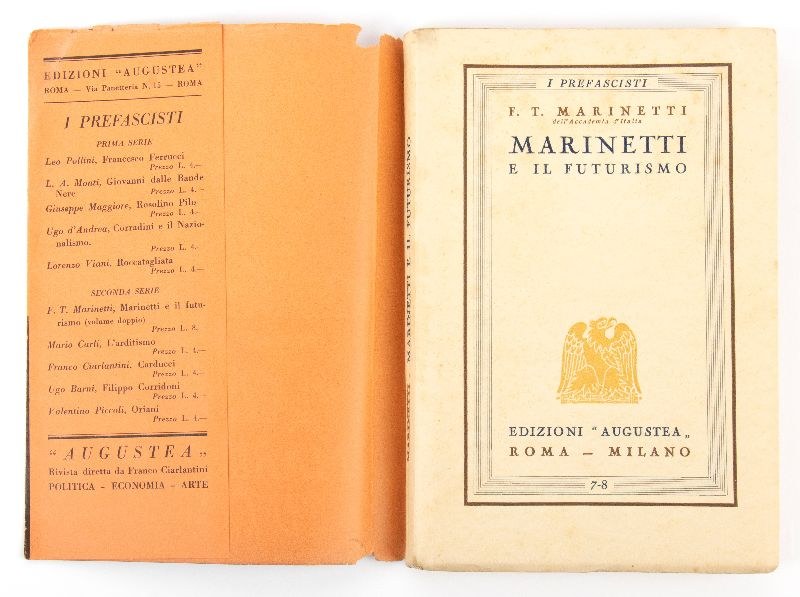 EDIZIONI "AUGUSTEA"
ROMA — Via Panetteria N. 15 — ROMA
I PREFASCISTI
PRIMA SERIE
Leo Pollini, Francesco Ferrucci
Prezzo L. 4.—
L. A. Monti, Giovanni dalle Bande
Nere Prezzo L. 4.—
Giuseppe Maggiore, Rosolino Pilo
Prezzo L. 4.—
Ugo d'Andrea, Corradini e il Nazio-
nalismo. Prezzo L. 4.-
Lorenzo Viani, Roccatagliata
Prezzo L. 4.—
SECONDA SERIE
F. T. Marinetti, Marinetti e il futu-
rismo (volume doppio)
Prezzo L. 8.
Mario Carli, L'arditismo
Prezzo L. 4.—
Franco Ciarlantini, Carducci
Prezzo L. 4.—
Ugo Barni, Filippo Corridoni
Prezzo L. 4.-
Valentino Piccoli, Oriani
Prezzo L. 4.—
"AUGUSTEA„
Rivista diretta da Franco Ciarlantini
POLITICA - ECONOMIA - ARTE
MARINETTI E IL FUTURISMO
I PREFASCISTI
F. T. MARINETTI
dell'Accademia d'Italia
MARINETTI
E IL FUTURISMO
EDIZIONI "AUGUSTEA„
ROMA — MILANO
7-8